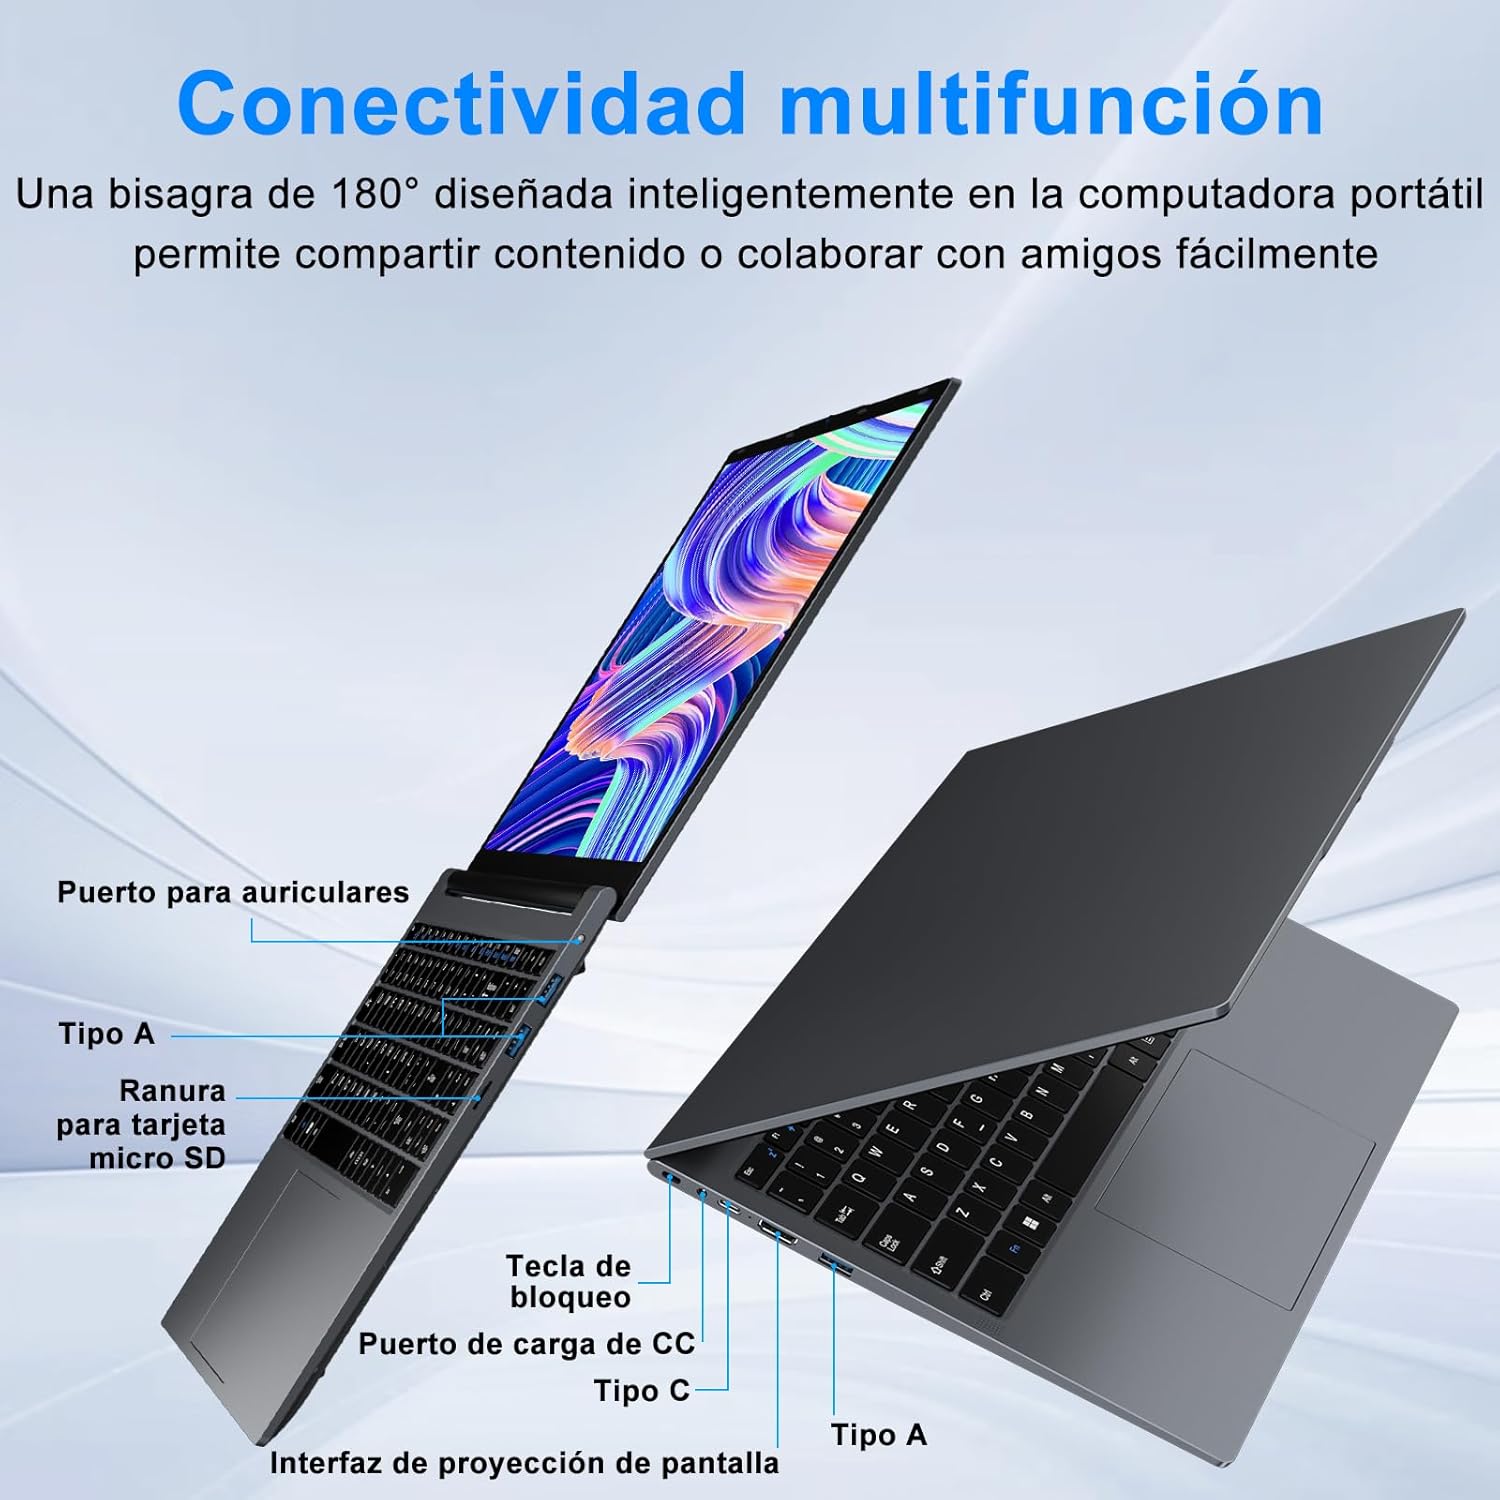 Conectividad multifunción
Una bisagra de 180° diseñada inteligentemente en la computadora portátil
permite compartir contenido o colaborar con amigos fácilmente
Puerto para auriculares
Tipo A
Ranura
para tarjeta
micro SD
Tecla de
bloqueo
Puerto de carga de CC
Tipo C
Interfaz de proyección de pantalla
Tipo A